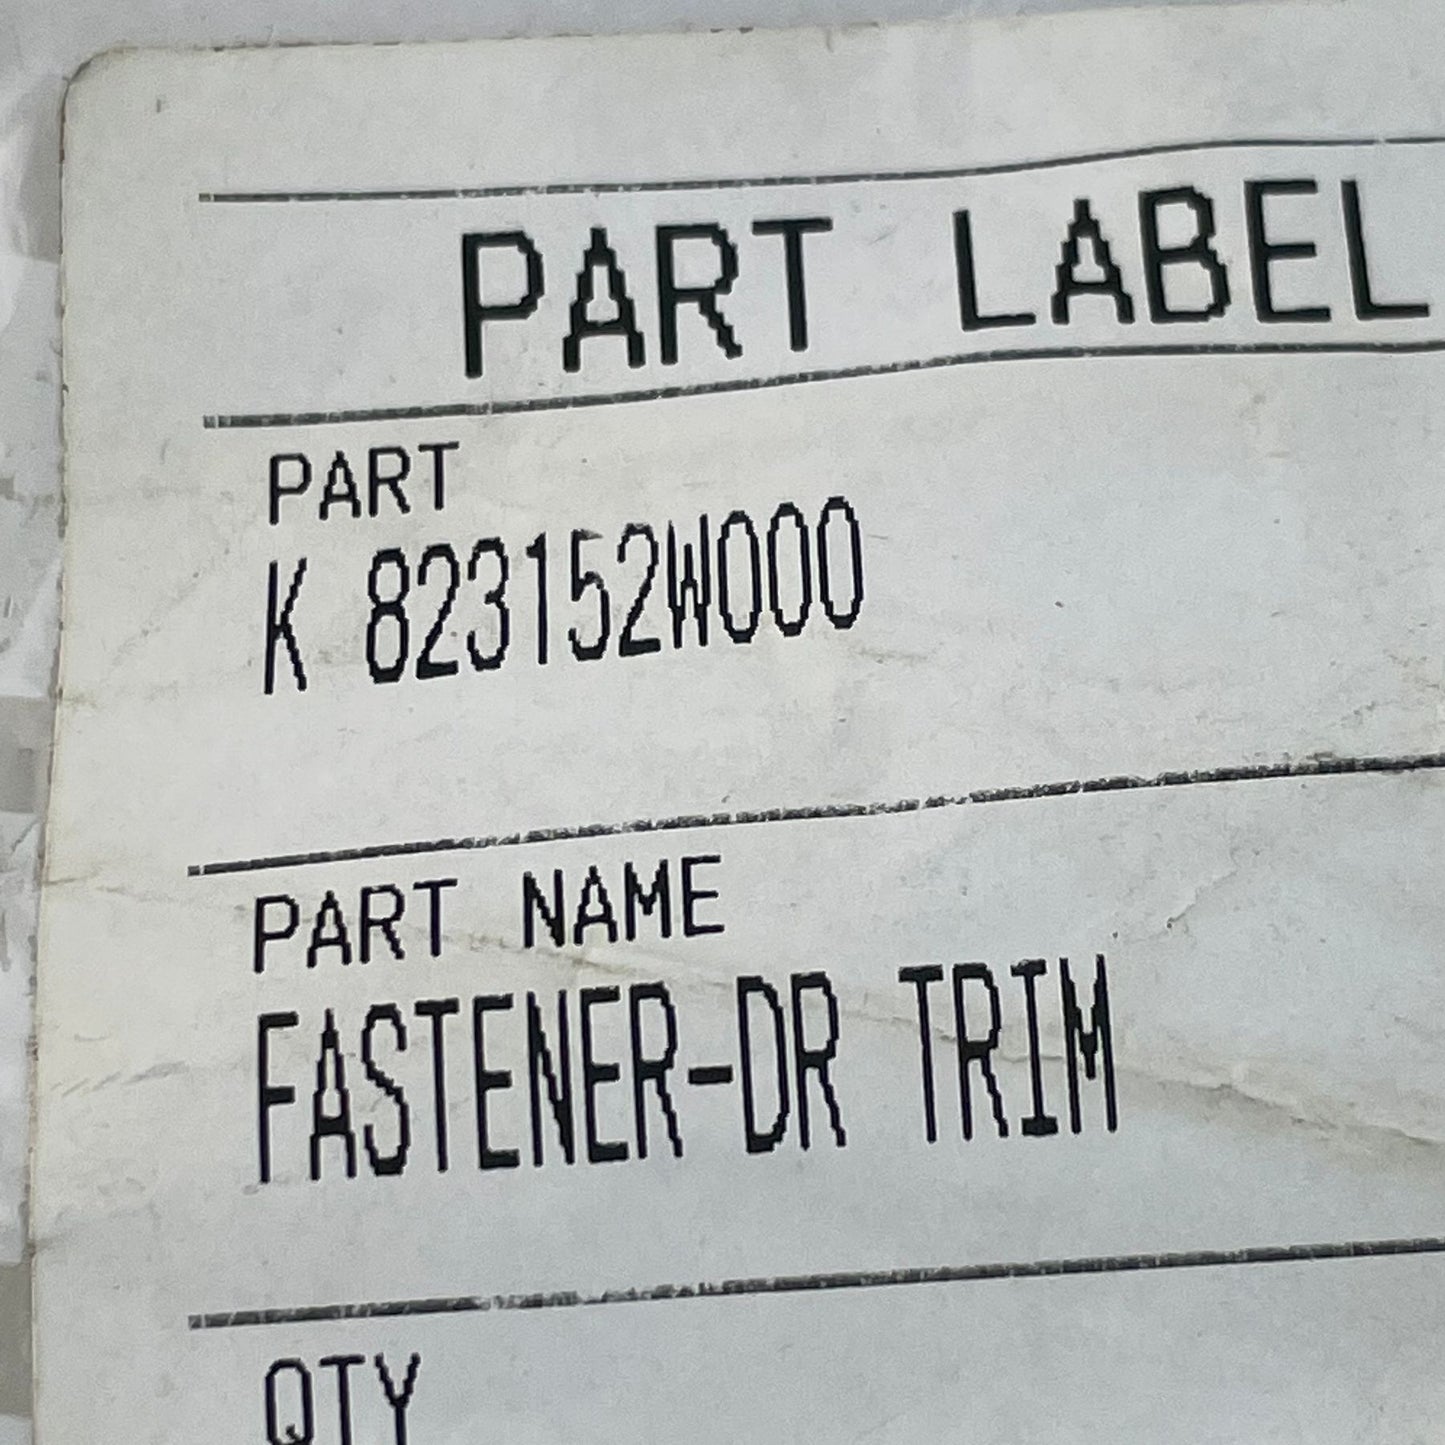 PART LABEL
PART
K 823152W000
PART NAME
FASTENER-DR TRIM
QTY